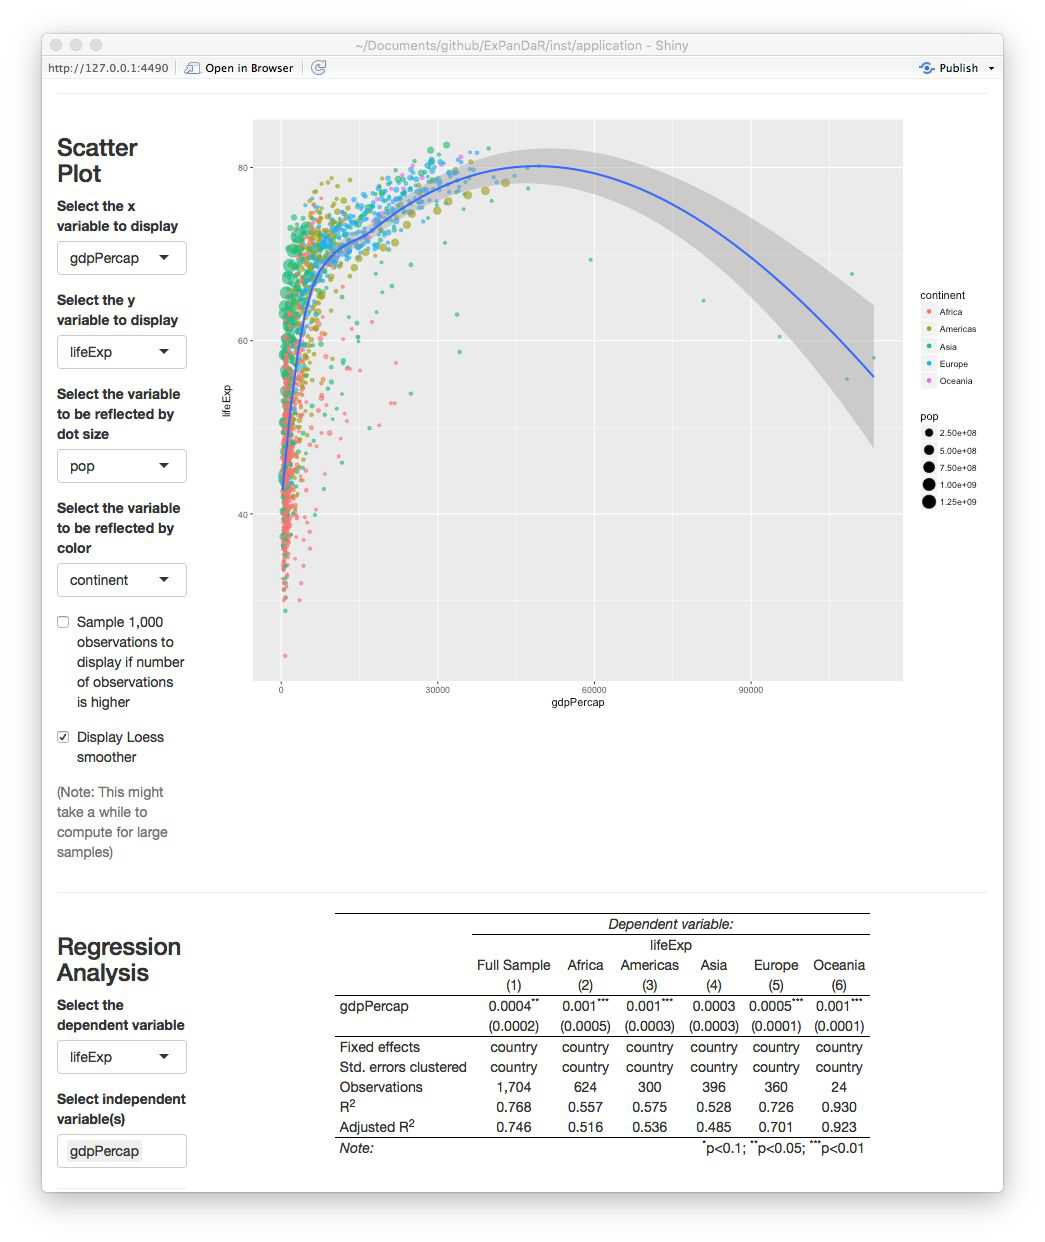 ~/Documents/github/ExPanDaR/inst/application - Shiny
http://127.0.0.1:4490 Open in Browser Publish
Scatter
Plot
Select the x
variable to display
gdpPercap
Select the y
variable to display
lifeExp
Select the variable
to be reflected by
dot size
pop
Select the variable
to be reflected by
color
continent
Sample 1,000
observations to
display if number
of observations
is higher
Display Loess
smoother
(Note: This might
take a while to
compute for large
samples)
80
60
40
lifeExp
0 30000 60000 90000
gdpPercap
continent
Africa
Americas
Asia
Europe
Oceania
pop
2.50e+08
5.00e+08
7.50e+08
1.00e+09
1.25e+09
Regression
Analysis
Select the
dependent variable
lifeExp
Select independent
variable(s)
gdpPercap
Dependent variable:
lifeExp
Full Sample Africa Americas Asia Europe Oceania
(1) (2) (3) (4) (5) (6)
gdpPercap 0.0004** 0.001*** 0.001*** 0.0003 0.0005*** 0.001***
(0.0002) (0.0005) (0.0003) (0.0003) (0.0001) (0.0001)
Fixed effects country country country country country country
Std. errors clustered country country country country country country
Observations 1,704 624 300 396 360 24
R2 0.768 0.557 0.575 0.528 0.726 0.930
Adjusted R2 0.746 0.516 0.536 0.485 0.701 0.923
Note: *p<0.1; **p<0.05; ***p<0.01